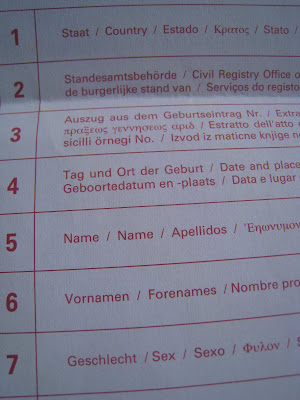 1 Staat / Country / Estado / Κρατος / Stato /
2 Standesamtsbehörde / Civil Registry Office o
de burgerlijke stand van / Serviços do registo
3 Auszug aus dem Geburtseintrag Nr. / Extra
πραξεως γεννησεως αριθ / Estratto dell'atto
sicilli örnegi No. / Izvod iz maticne knjige
4 Tag und Ort der Geburt / Date and place
Geboortedatum en -plaats / Data e lugar
5 Name / Name / Apellidos / Ἐπωνυμον
6 Vornamen / Forenames / Nombre pro
7 Geschlecht / Sex / Sexo / Φυλον / S